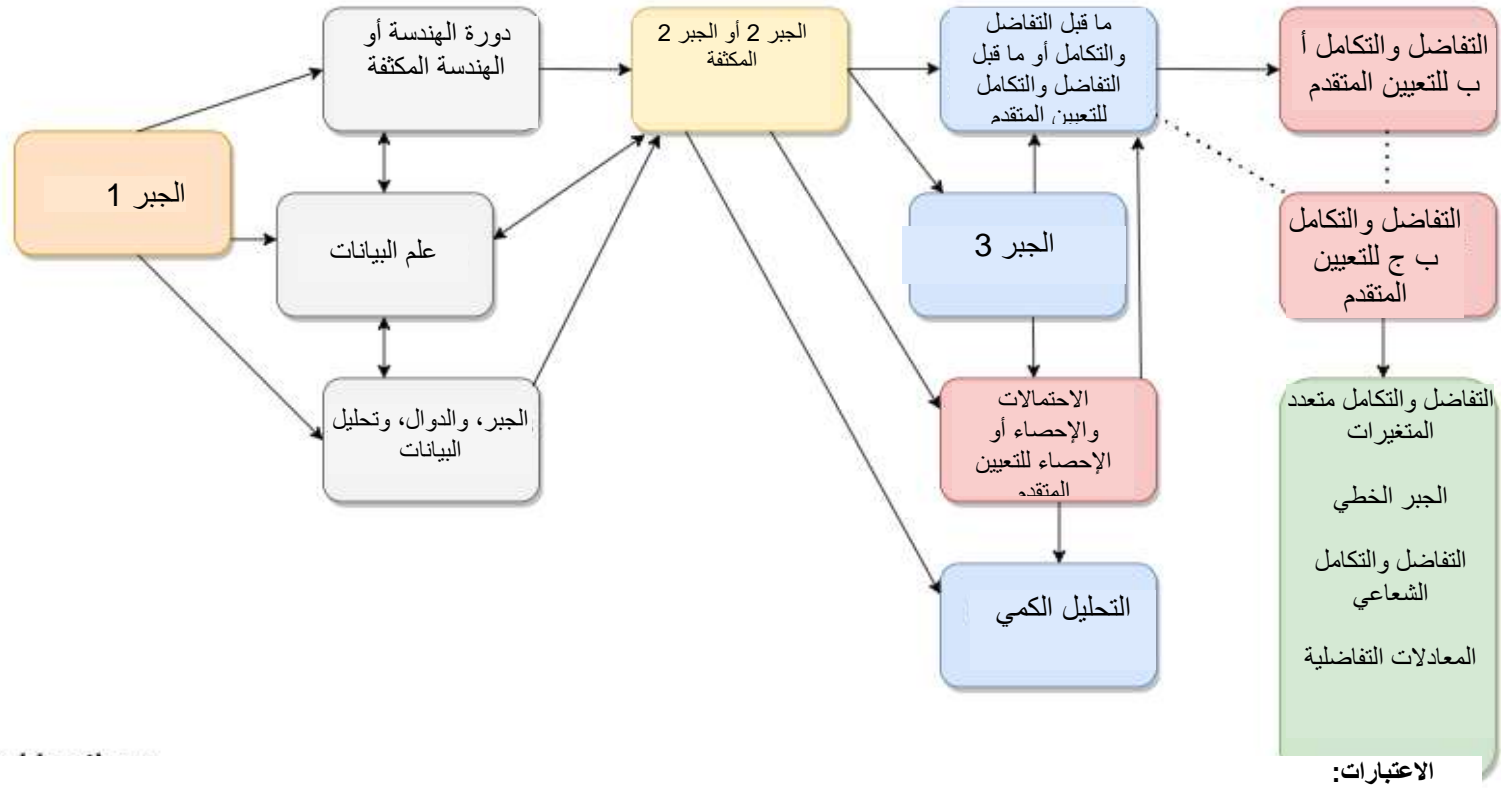 الجبر 1
دورة الهندسة أو
الهندسة المكثفة
علم البيانات
الجبر، والدوال، وتحليل
البيانات
الجبر 2 أو الجبر 2
المكثفة
ما قبل التفاضل
والتكامل أو ما قبل
التفاضل والتكامل
للتعيين المتقدم
الجبر 3
الاحتمالات
والإحصاء أو
الإحصاء للتعيين
المتقدم
التحليل الكمي
التفاضل والتكامل أ
ب للتعيين المتقدم
التفاضل والتكامل
ب ج للتعيين
المتقدم
التفاضل والتكامل متعدد
المتغيرات
الجبر الخطي
التفاضل والتكامل
الشعاعي
المعادلات التفاضلية
الاعتبارات: